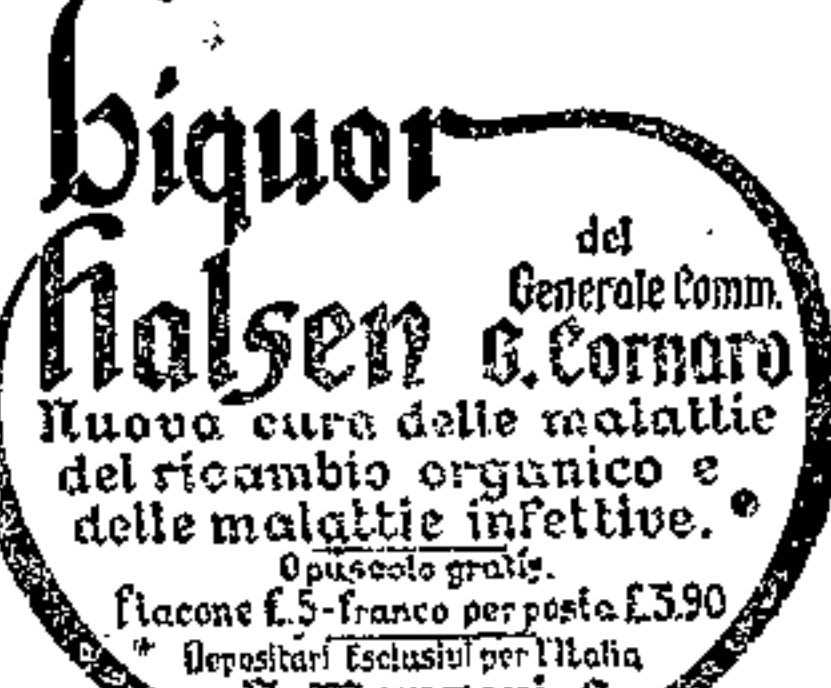 Liquor
Halsen
del
Generale Comm.
G. Cornaro
Nuova cura delle malattie
del ricambio organico e
delle malattie infettive.
Opuscolo gratis.
flacone £.5-franco per posta £.5.90
Depositari Esclusivi per l'Italia